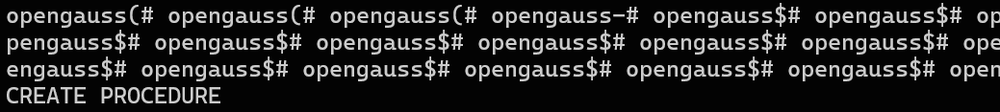 opengauss(# opengauss(# opengauss(# opengauss-# opengauss$# opengauss$# op
pengauss$# opengauss$# opengauss$# opengauss$# opengauss$# opengauss$# ope
engauss$# opengauss$# opengauss$# opengauss$# opengauss$# opengauss$# open
CREATE PROCEDURE